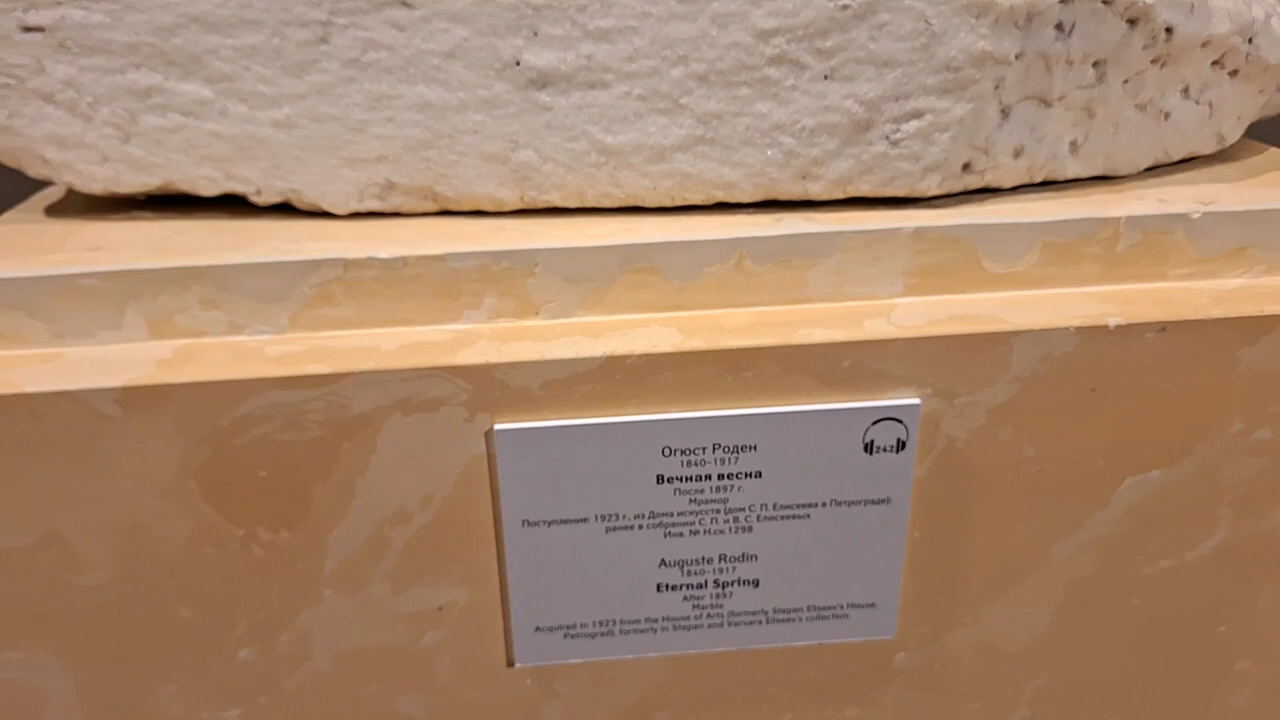 242
Огюст Роден
1840–1917
Вечная весна
После 1897 г.
Мрамор
Поступление: 1923 г., из Дома искусств (дом С. П. Елисеева в Петрограде);
ранее в собрании С. П. и В. С. Елисеевых
Инв. № Н.ск.1298
Auguste Rodin
1840–1917
Eternal Spring
After 1897
Marble
Acquired in 1923 from the House of Arts (formerly Stepan Eliseev's House,
Petrograd); formerly in Stepan and Varvara Eliseev's collection